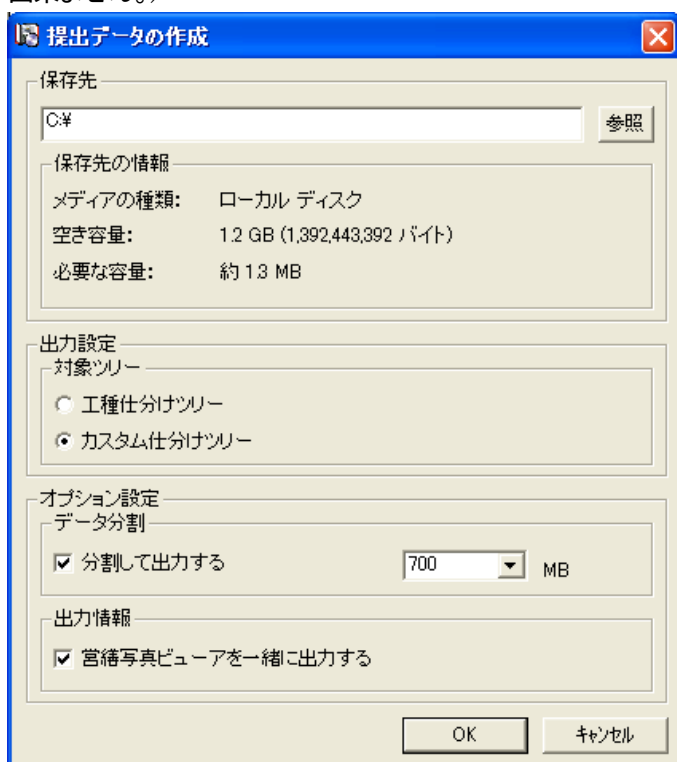 出来ません。)
提出データの作成
保存先
C:¥
参照
保存先の情報
メディアの種類: ローカル ディスク
空き容量: 1.2 GB (1,392,443,392 バイト)
必要な容量: 約 1.3 MB
出力設定
対象ツリー
工種仕分けツリー
カスタム仕分けツリー
オプション設定
データ分割
分割して出力する 700 MB
出力情報
営繕写真ビューアを一緒に出力する
OK キャンセル